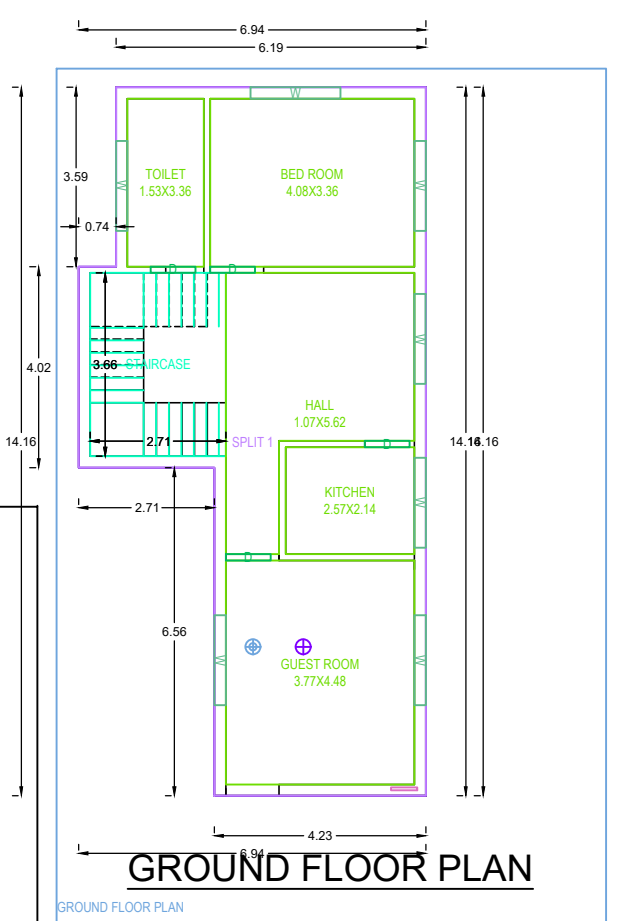 6.94
6.19
3.59
TOILET
1.53X3.36
BED ROOM
4.08X3.36
W
W
W
0.74
D
D
4.02
3.66
STAIRCASE
W
HALL
1.07X5.62
14.16
2.71
SPLIT 1
D
14.16
14.16
KITCHEN
2.57X2.14
W
2.71
D
6.56
GUEST ROOM
3.77X4.48
W
W
4.23
6.94
GROUND FLOOR PLAN
GROUND FLOOR PLAN